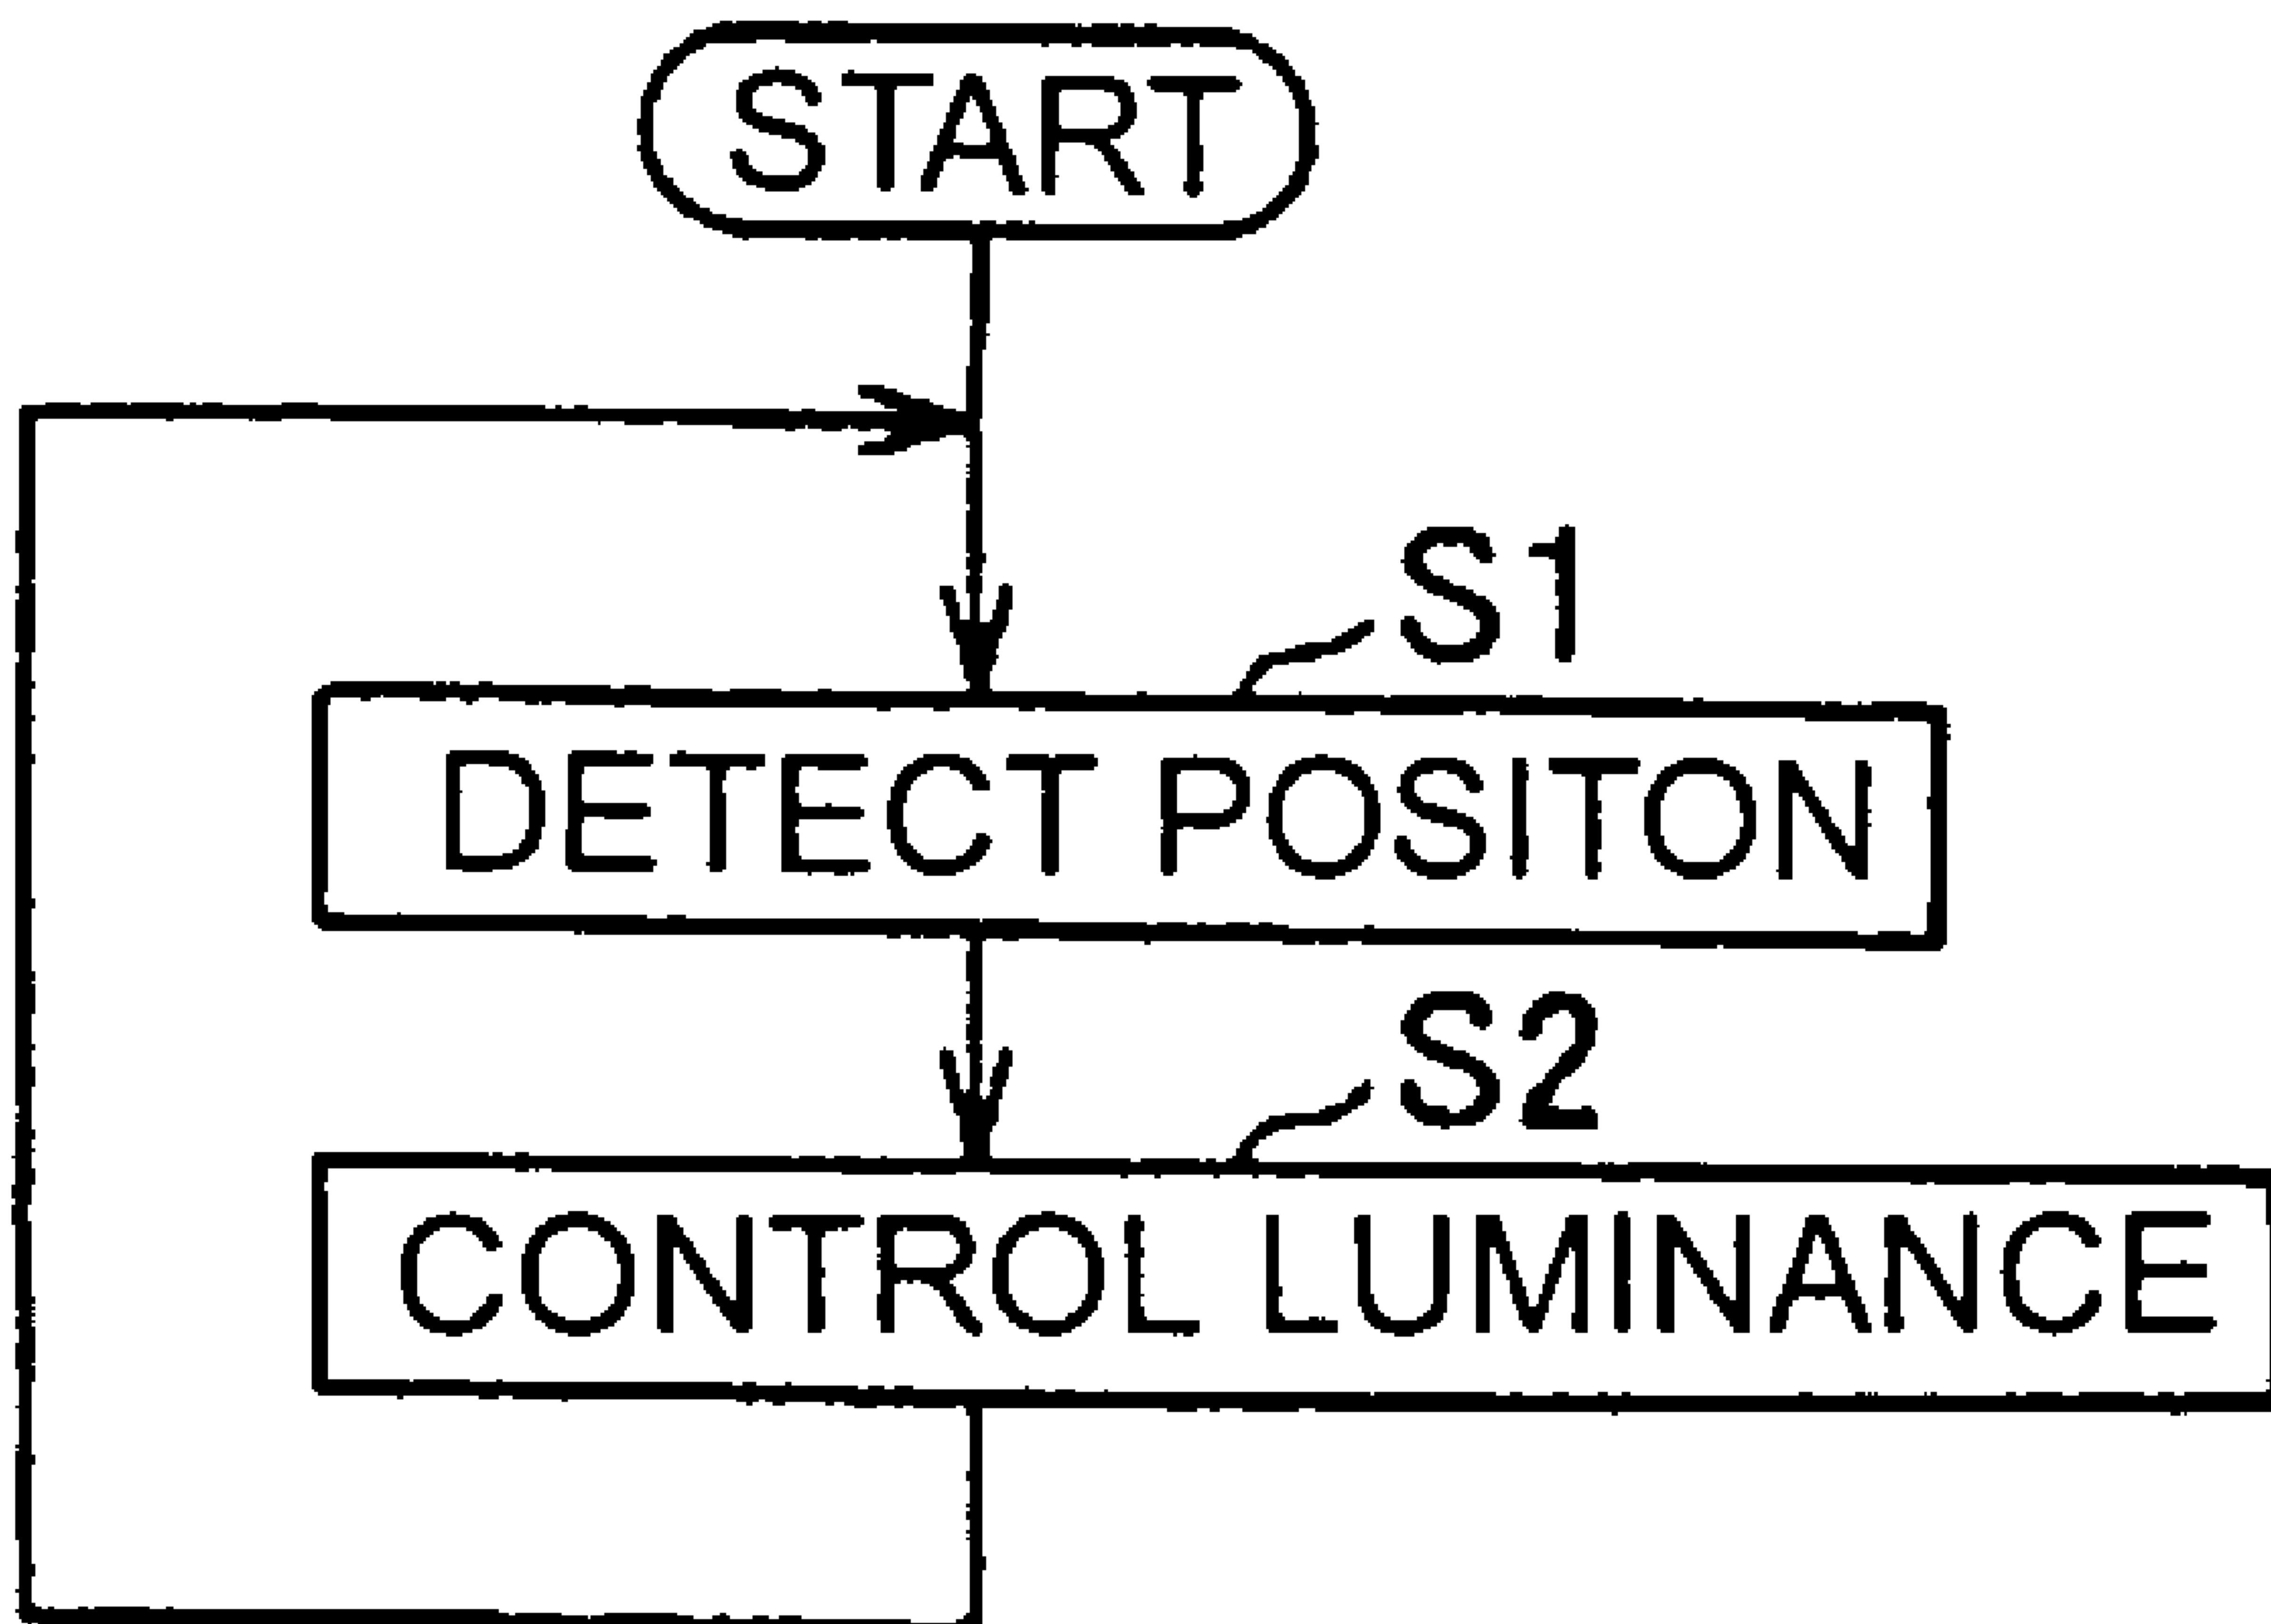 START
S1
DETECT POSITON
S2
CONTROL LUMINANCE